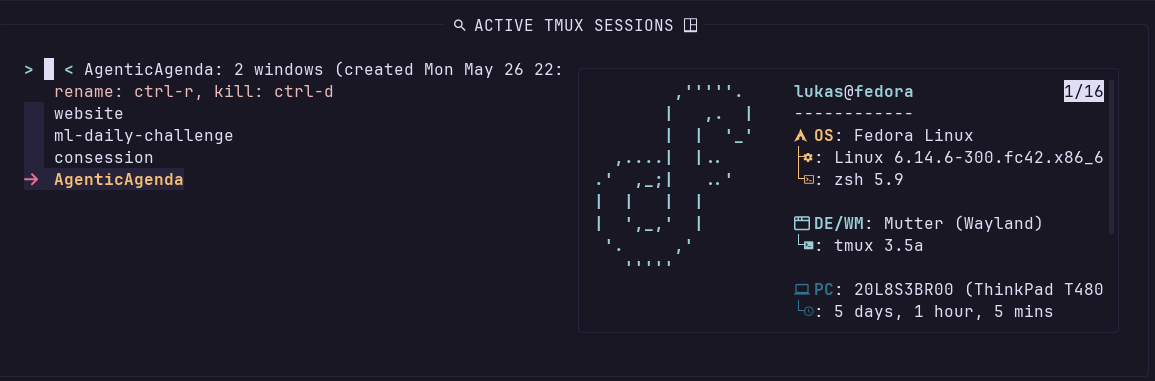 ACTIVE TMUX SESSIONS
> < AgenticAgenda: 2 windows (created Mon May 26 22:
rename: ctrl-r, kill: ctrl-d
website
ml-daily-challenge
consession
→ AgenticAgenda
lukas@fedora 1/16
------------
OS: Fedora Linux
: Linux 6.14.6-300.fc42.x86_6
: zsh 5.9
DE/WM: Mutter (Wayland)
: tmux 3.5a
PC: 20L8S3BR00 (ThinkPad T480
: 5 days, 1 hour, 5 mins